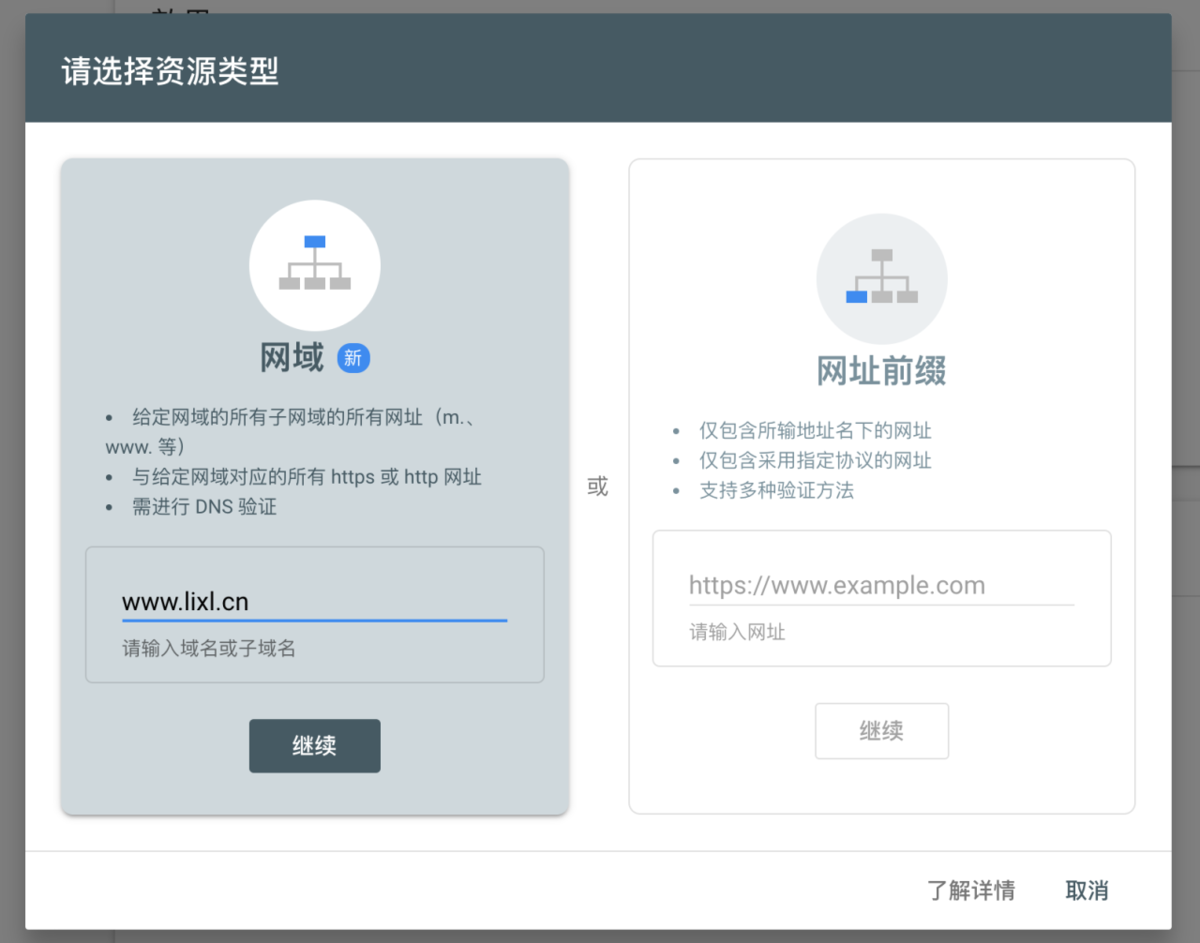 请选择资源类型
网域 新
• 给定网域的所有子网域的所有网址（m.、
www. 等）
• 与给定网域对应的所有 https 或 http 网址
• 需进行 DNS 验证
www.lixl.cn
请输入域名或子域名
继续
或
网址前缀
• 仅包含所输地址名下的网址
• 仅包含采用指定协议的网址
• 支持多种验证方法
https://www.example.com
请输入网址
继续
了解详情 取消